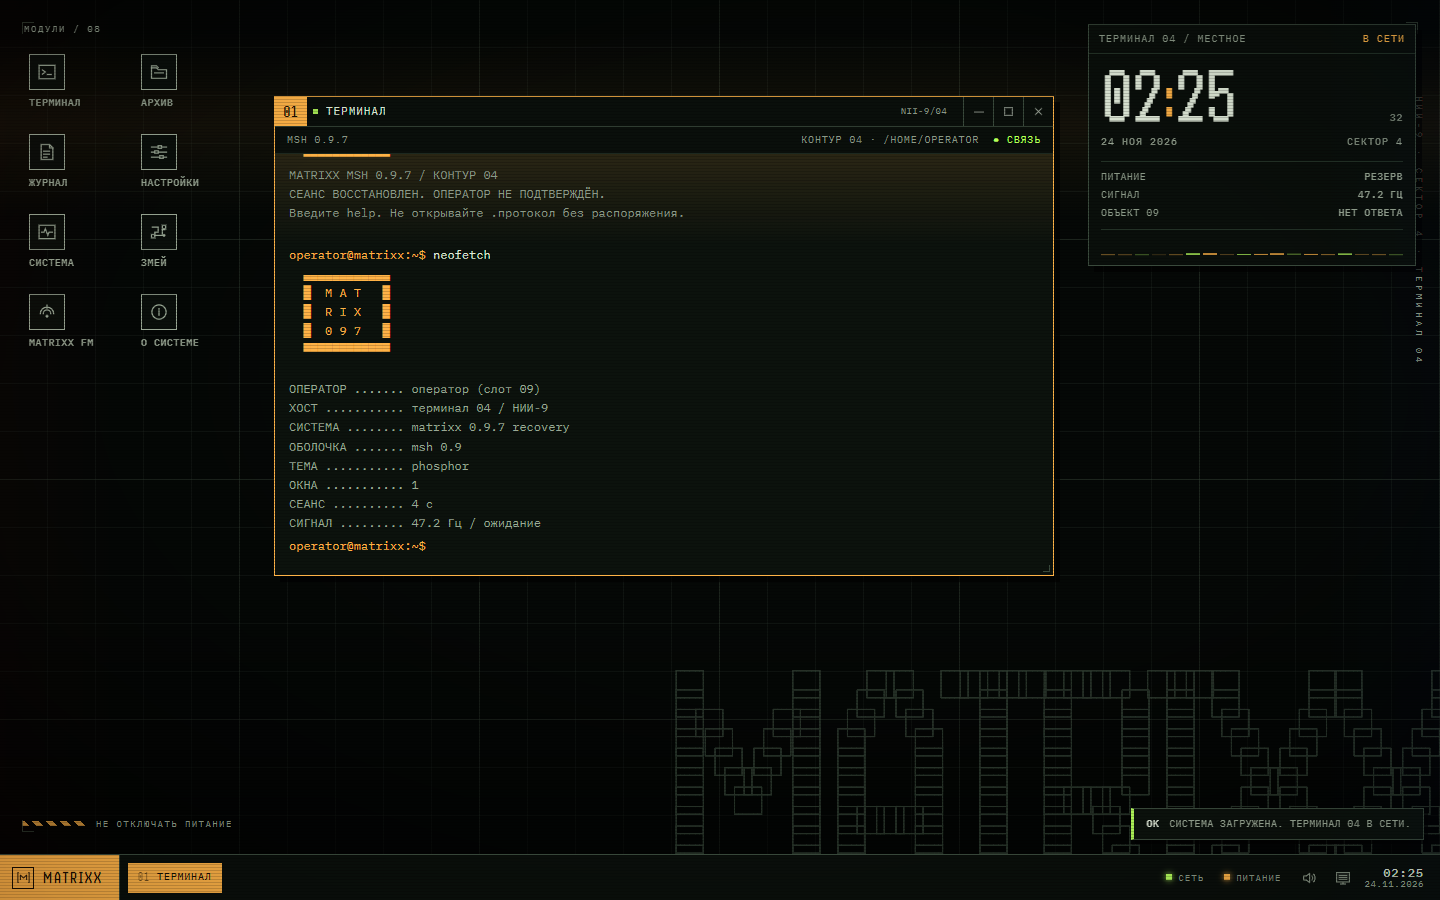 МОДУЛИ / 08
ТЕРМИНАЛ
АРХИВ
ЖУРНАЛ
НАСТРОЙКИ
СИСТЕМА
ЗМЕЙ
MATRIXX FM
О СИСТЕМЕ
01 ТЕРМИНАЛ
NII-9/04
MSH 0.9.7
КОНТУР 04 · /HOME/OPERATOR
СВЯЗЬ
MATRIXX MSH 0.9.7 / КОНТУР 04
СЕАНС ВОССТАНОВЛЕН. ОПЕРАТОР НЕ ПОДТВЕРЖДЁН.
Введите help. Не открывайте .протокол без распоряжения.
operator@matrixx:~$ neofetch
M A T
R I X
0 9 7
ОПЕРАТОР ....... оператор (слот 09)
ХОСТ ........... терминал 04 / НИИ-9
СИСТЕМА ........ matrixx 0.9.7 recovery
ОБОЛОЧКА ....... msh 0.9
ТЕМА ........... phosphor
ОКНА ........... 1
СЕАНС .......... 4 с
СИГНАЛ ......... 47.2 Гц / ожидание
operator@matrixx:~$
ТЕРМИНАЛ 04 / МЕСТНОЕ
В СЕТИ
02:25
32
24 НОЯ 2026
СЕКТОР 4
ПИТАНИЕ
РЕЗЕРВ
СИГНАЛ
47.2 ГЦ
ОБЪЕКТ 09
НЕТ ОТВЕТА
НИИ-9 · СЕКТОР 4 · ТЕРМИНАЛ 04
MATRIXX
НЕ ОТКЛЮЧАТЬ ПИТАНИЕ
OK СИСТЕМА ЗАГРУЖЕНА. ТЕРМИНАЛ 04 В СЕТИ.
MATRIXX
01 ТЕРМИНАЛ
СЕТЬ
ПИТАНИЕ
02:25
24.11.2026